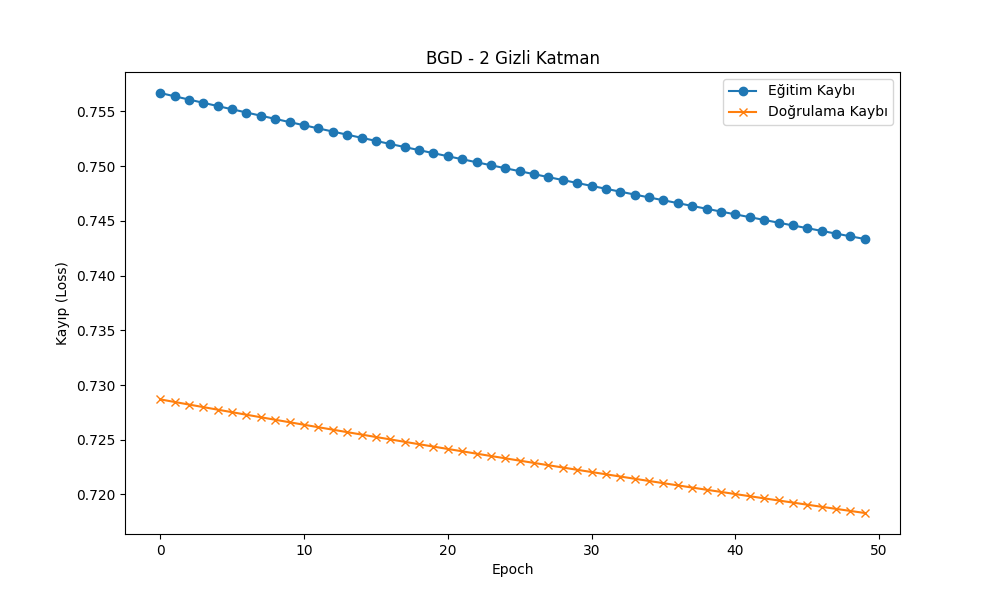 BGD - 2 Gizli Katman
Eğitim Kaybı
Doğrulama Kaybı
Kayıp (Loss)
0.755
0.750
0.745
0.740
0.735
0.730
0.725
0.720
0 10 20 30 40 50
Epoch